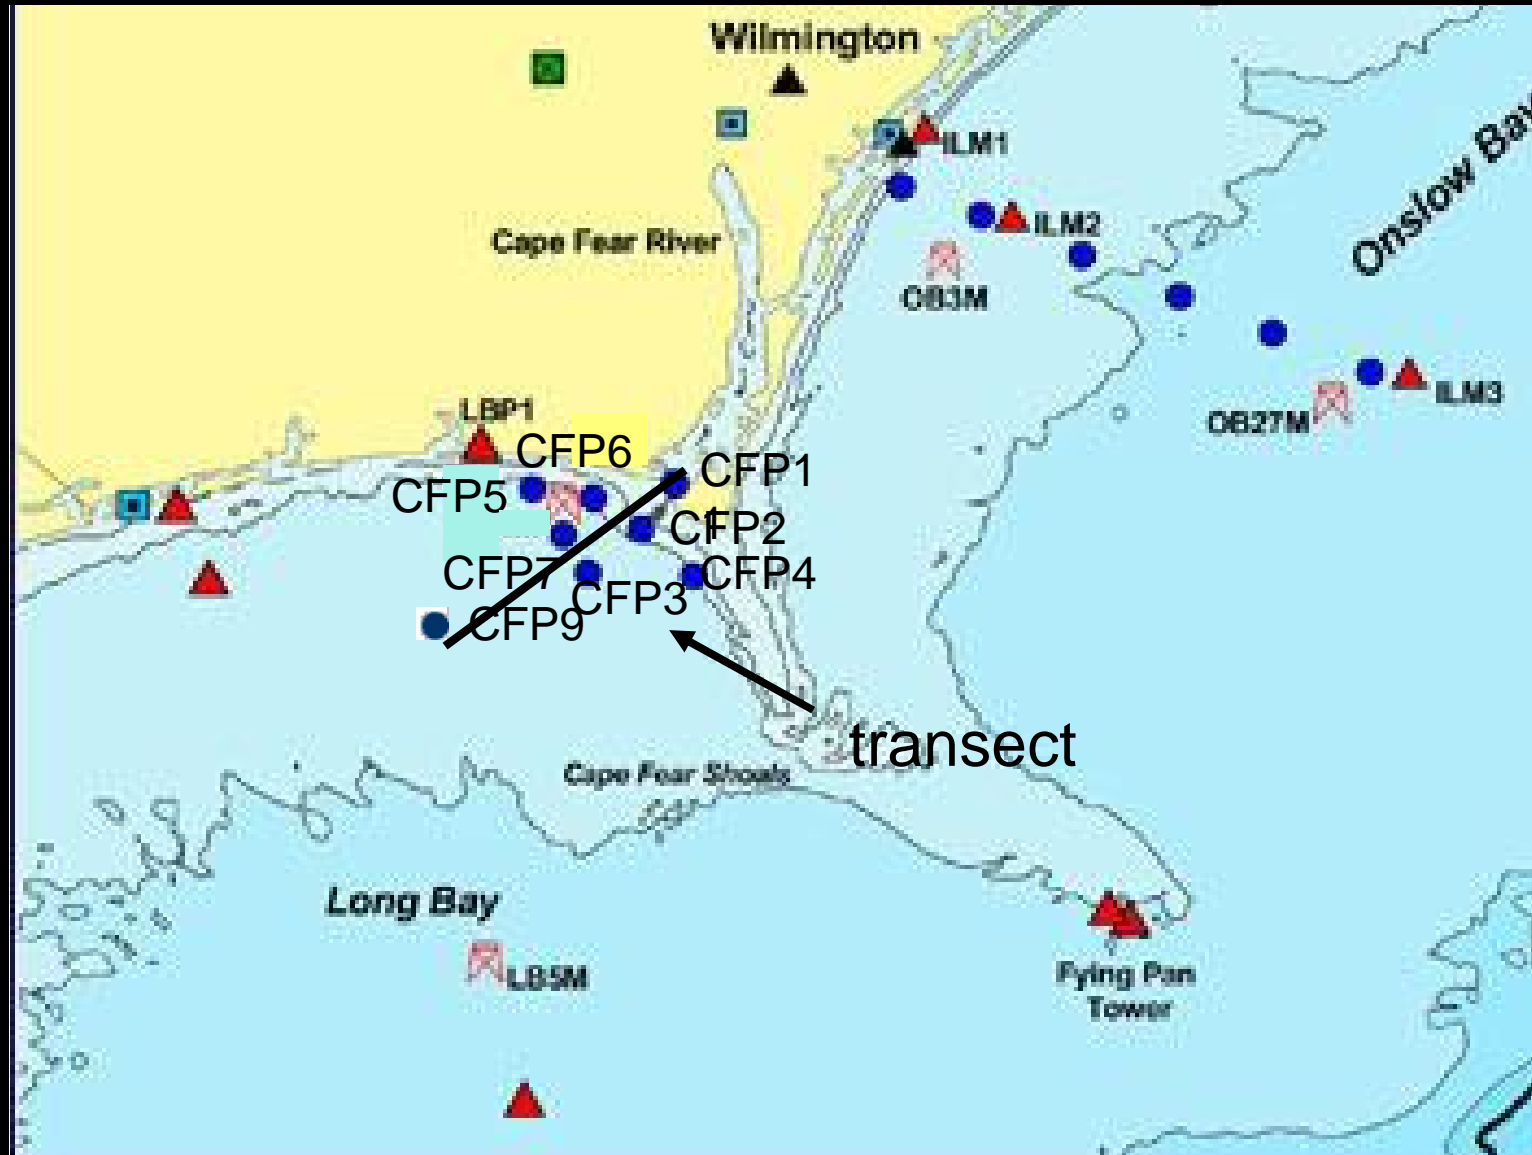 Wilmington
ILM1
Onslow Bay
ILM2
Cape Fear River
OB3M
ILM3
OB27M
LBP1
CFP6
CFP1
CFP5
CFP2
CFP7
CFP4
CFP3
CFP9
transect
Cape Fear Shoals
Long Bay
LB5M
Fying Pan
Tower